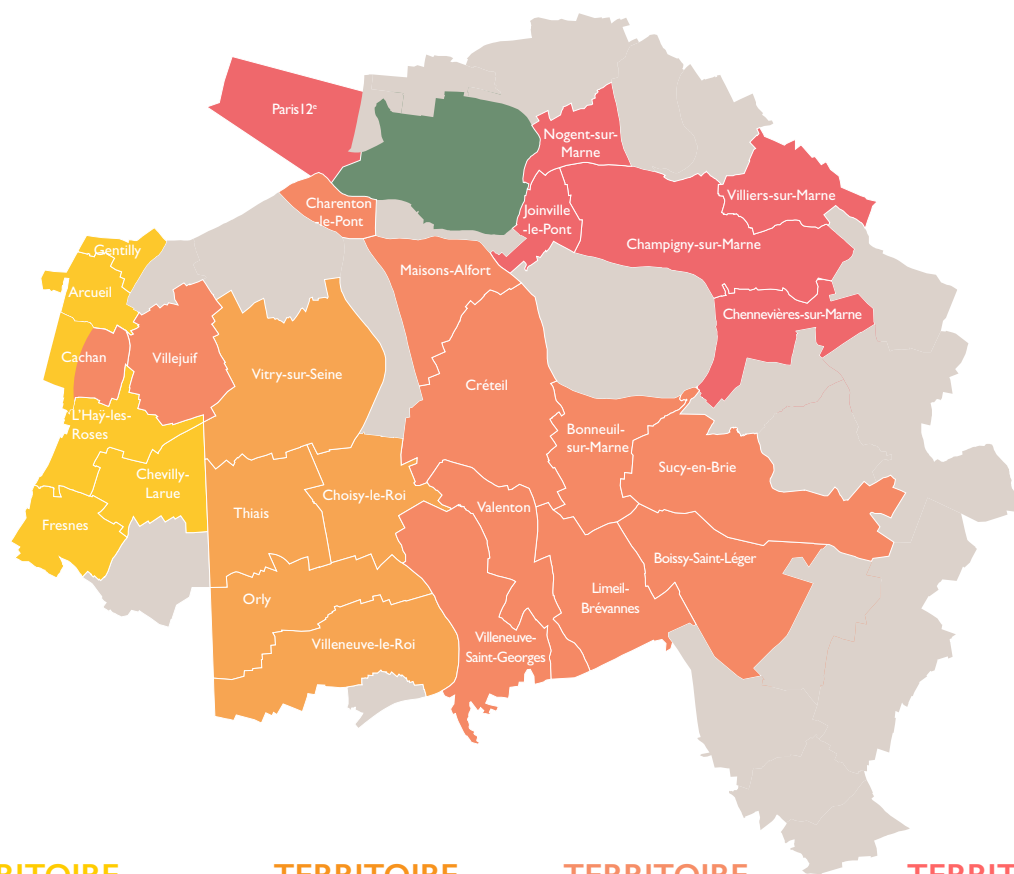 Paris12e
Nogent-sur-
Marne
Villiers-sur-Marne
Charenton
-le-Pont
Joinville
-le-Pont
Champigny-sur-Marne
Gentilly
Maisons-Alfort
Arcueil
Chennevières-sur-Marne
Cachan
Villejuif
Vitry-sur-Seine
Créteil
L'Haÿ-les-
Roses
Bonneuil-
sur-Marne
Sucy-en-Brie
Chevilly-
Larue
Choisy-le-Roi
Valenton
Thiais
Fresnes
Boissy-Saint-Léger
Orly
Limeil-
Brévannes
Villeneuve-le-Roi
Villeneuve-
Saint-Georges
RITOIRE
TERRITOIRE
TERRITOIRE
TERRIT